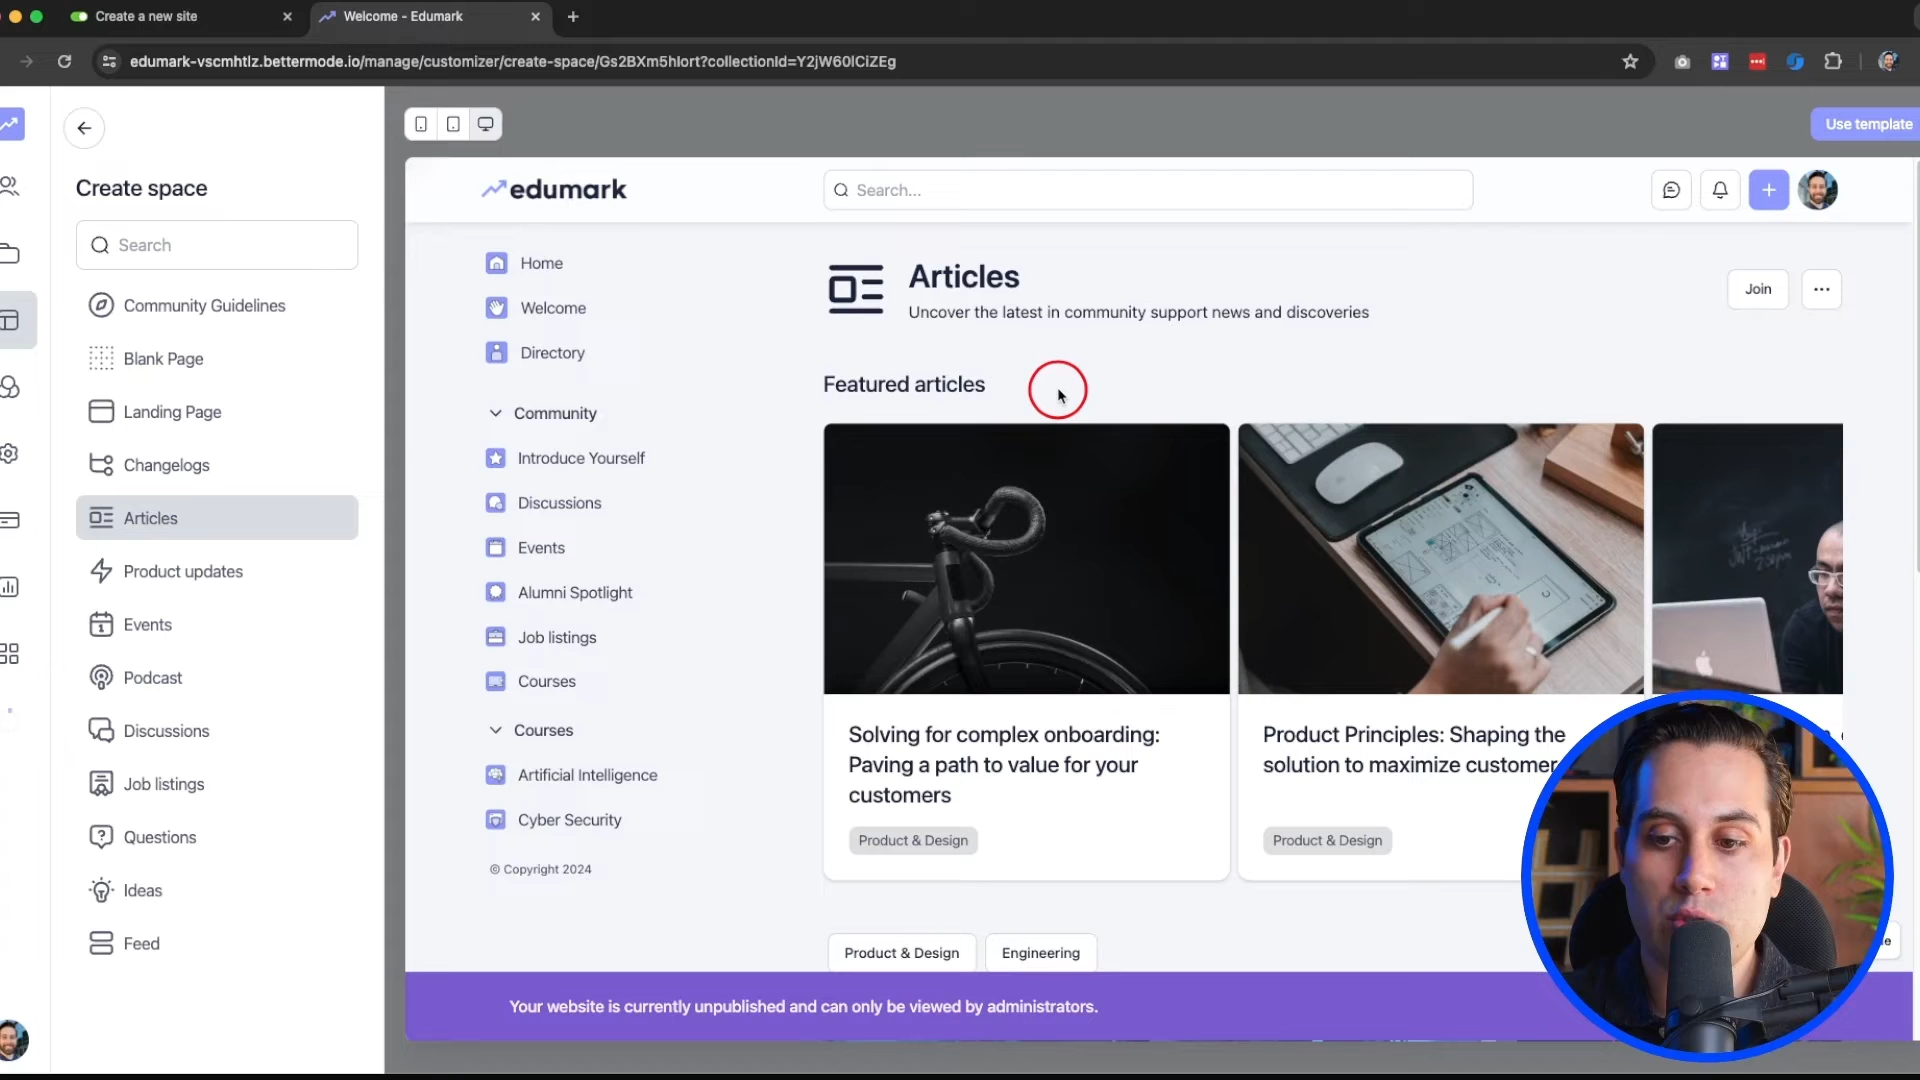 Create a new site
Welcome - Edumark
edumark-vscmhtlz.bettermode.io/manage/customizer/create-space/Gs2BXm5hIort?collectionId=Y2jW60lCiZEg
Create space
Search
Community Guidelines
Blank Page
Landing Page
Changelogs
Articles
Product updates
Events
Podcast
Discussions
Job listings
Questions
Ideas
Feed
Use template
edumark
Search...
Home
Welcome
Directory
Community
Introduce Yourself
Discussions
Events
Alumni Spotlight
Job listings
Courses
Courses
Artificial Intelligence
Cyber Security
© Copyright 2024
Articles
Uncover the latest in community support news and discoveries
Join
Featured articles
Solving for complex onboarding:
Paving a path to value for your
customers
Product & Design
Product Principles: Shaping the
solution to maximize customer
Product & Design
Product & Design
Engineering
Your website is currently unpublished and can only be viewed by administrators.